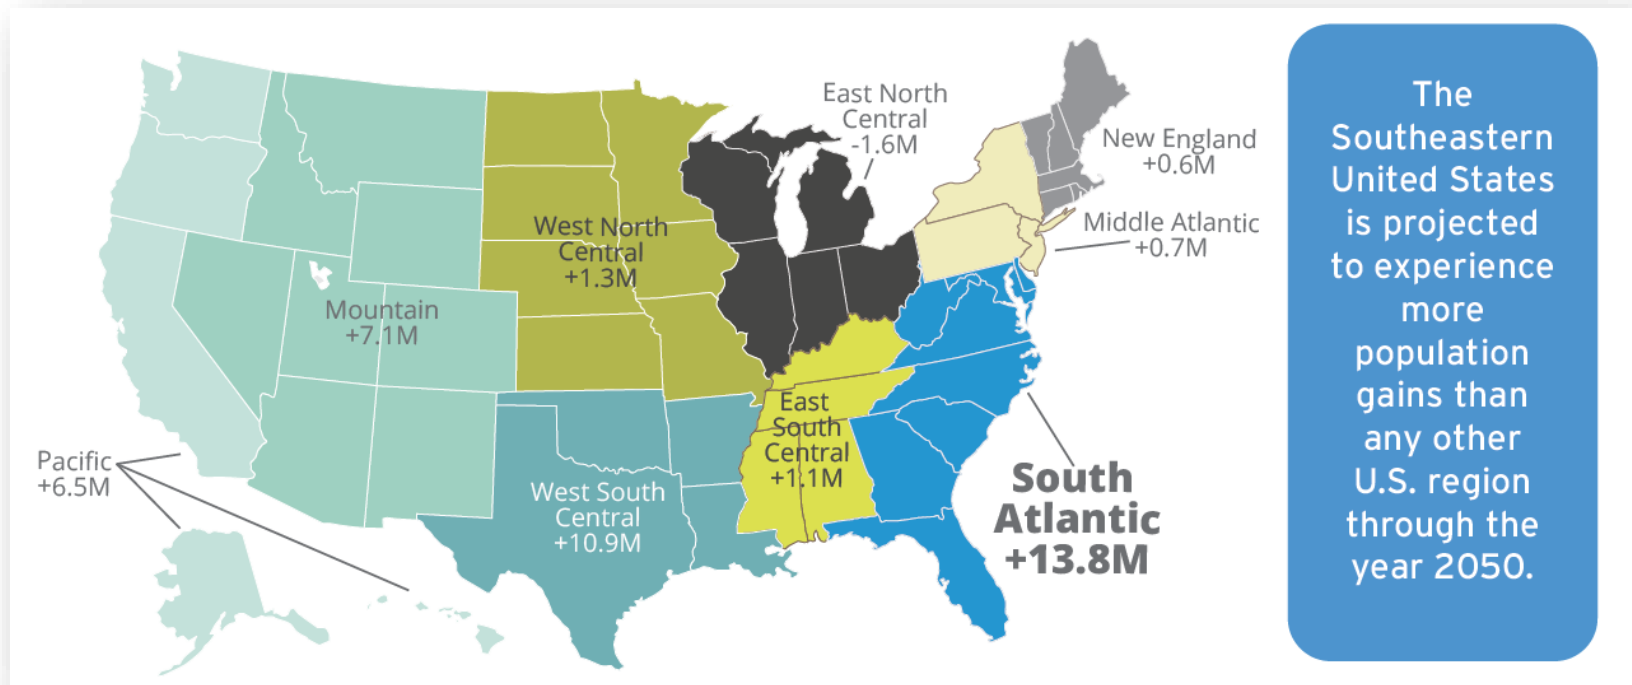 East North
Central
-1.6M
New England
+0.6M
Middle Atlantic
+0.7M
West North
Central
+1.3M
Mountain
+7.1M
East
South
Central
+1.1M
Pacific
+6.5M
West South
Central
+10.9M
South
Atlantic
+13.8M
The
Southeastern
United States
is projected
to experience
more
population
gains than
any other
U.S. region
through the
year 2050.